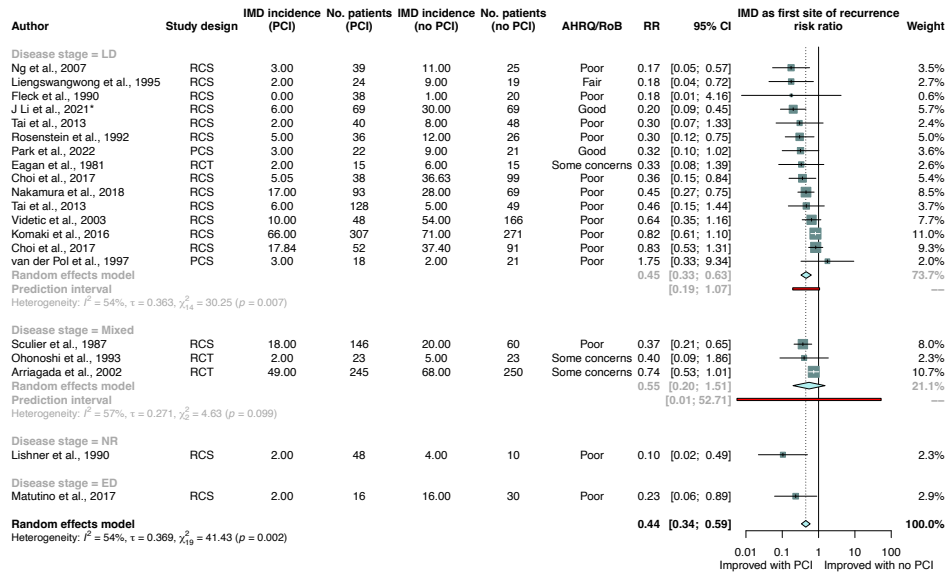 IMD incidence No. patients IMD incidence No. patients IMD as first site of recurrence
Author Study design (PCI) (PCI) (no PCI) (no PCI) AHRQ/RoB RR 95% CI risk ratio Weight
Disease stage = LD
Ng et al., 2007 RCS 3.00 39 11.00 25 Poor 0.17 [0.05; 0.57] 3.5%
Liengswangwong et al., 1995 RCS 2.00 24 9.00 19 Fair 0.18 [0.04; 0.72] 2.7%
Fleck et al., 1990 RCS 0.00 38 1.00 20 Poor 0.18 [0.01; 4.16] 0.6%
J Li et al., 2021* RCS 6.00 69 30.00 69 Good 0.20 [0.09; 0.45] 5.7%
Tai et al., 2013 RCS 2.00 40 8.00 48 Poor 0.30 [0.07; 1.33] 2.4%
Rosenstein et al., 1992 RCS 5.00 36 12.00 26 Poor 0.30 [0.12; 0.75] 5.0%
Park et al., 2022 PCS 3.00 22 9.00 21 Good 0.32 [0.10; 1.02] 3.6%
Eagan et al., 1981 RCT 2.00 15 6.00 15 Some concerns 0.33 [0.08; 1.39] 2.6%
Choi et al., 2017 RCS 5.05 38 36.63 99 Poor 0.36 [0.15; 0.84] 5.4%
Nakamura et al., 2018 RCS 17.00 93 28.00 69 Poor 0.45 [0.27; 0.75] 8.5%
Tai et al., 2013 RCS 6.00 128 5.00 49 Poor 0.46 [0.15; 1.44] 3.7%
Videtic et al., 2003 RCS 10.00 48 54.00 166 Poor 0.64 [0.35; 1.16] 7.7%
Komaki et al., 2016 RCS 66.00 307 71.00 271 Poor 0.82 [0.61; 1.10] 11.0%
Choi et al., 2017 RCS 17.84 52 37.40 91 Poor 0.83 [0.53; 1.31] 9.3%
van der Pol et al., 1997 PCS 3.00 18 2.00 21 Poor 1.75 [0.33; 9.34] 2.0%
Random effects model 0.45 [0.33; 0.63] 73.7%
Prediction interval [0.19; 1.07] --
Heterogeneity: I² = 54%, τ = 0.363, χ²₁₄ = 30.25 (p = 0.007)
Disease stage = Mixed
Sculier et al., 1987 RCS 18.00 146 20.00 60 Poor 0.37 [0.21; 0.65] 8.0%
Ohonoshi et al., 1993 RCT 2.00 23 5.00 23 Some concerns 0.40 [0.09; 1.86] 2.3%
Arriagada et al., 2002 RCT 49.00 245 68.00 250 Some concerns 0.74 [0.53; 1.01] 10.7%
Random effects model 0.55 [0.20; 1.51] 21.1%
Prediction interval [0.01; 52.71] --
Heterogeneity: I² = 57%, τ = 0.271, χ²₂ = 4.63 (p = 0.099)
Disease stage = NR
Lishner et al., 1990 RCS 2.00 48 4.00 10 Poor 0.10 [0.02; 0.49] 2.3%
Disease stage = ED
Matutino et al., 2017 RCS 2.00 16 16.00 30 Poor 0.23 [0.06; 0.89] 2.9%
Random effects model 0.44 [0.34; 0.59] 100.0%
Heterogeneity: I² = 54%, τ = 0.369, χ²₁₉ = 41.43 (p = 0.002)
0.01 0.1 1 10 100
Improved with PCI Improved with no PCI